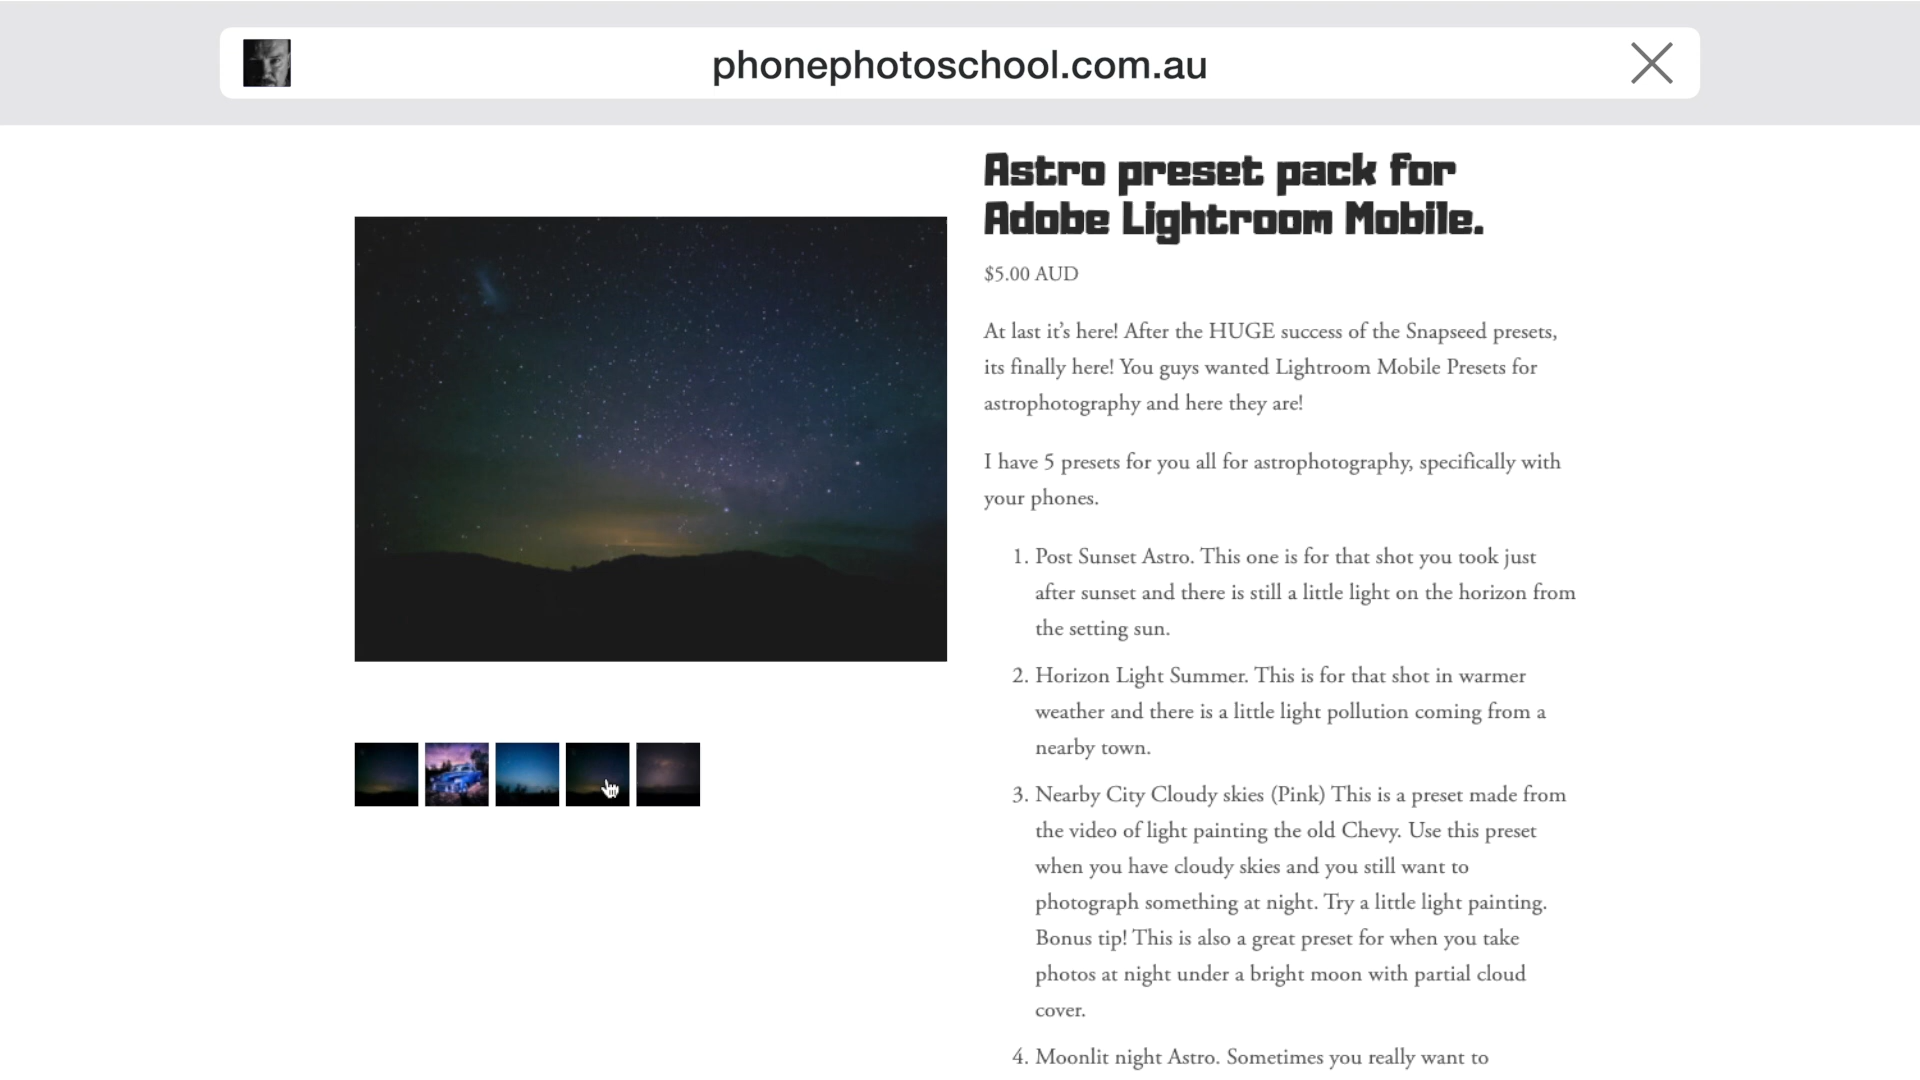 phonephotoschool.com.au
Astro preset pack for
Adobe Lightroom Mobile.
$5.00 AUD
At last it’s here! After the HUGE success of the Snapseed presets,
its finally here! You guys wanted Lightroom Mobile Presets for
astrophotography and here they are!
I have 5 presets for you all for astrophotography, specifically with
your phones.
1. Post Sunset Astro. This one is for that shot you took just
after sunset and there is still a little light on the horizon from
the setting sun.
2. Horizon Light Summer. This is for that shot in warmer
weather and there is a little light pollution coming from a
nearby town.
3. Nearby City Cloudy skies (Pink) This is a preset made from
the video of light painting the old Chevy. Use this preset
when you have cloudy skies and you still want to
photograph something at night. Try a little light painting.
Bonus tip! This is also a great preset for when you take
photos at night under a bright moon with partial cloud
cover.
4. Moonlit night Astro. Sometimes you really want to